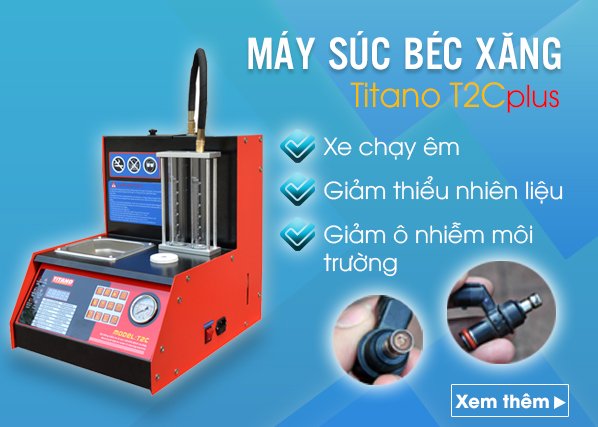 MÁY SÚC BÉC XĂNG
Titano T2Cplus
Xe chạy êm
Giảm thiểu nhiên liệu
Giảm ô nhiễm môi
trường
TITANO
MODEL:T2C
Xem thêm